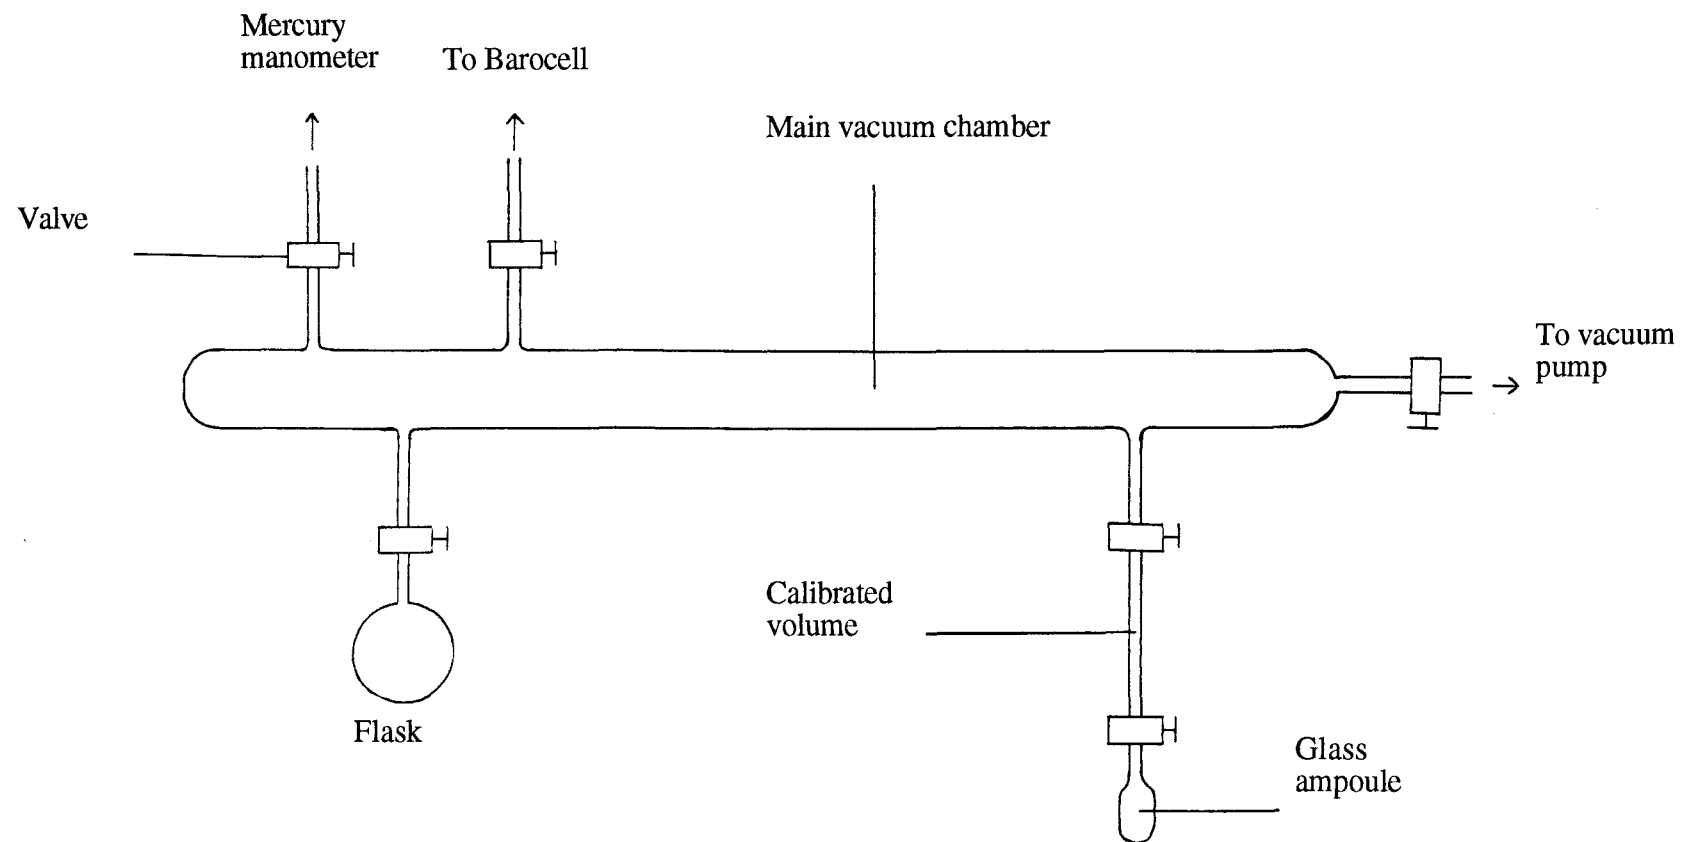 Mercury
manometer
To Barocell
Main vacuum chamber
Valve
To vacuum
pump
Calibrated
volume
Flask
Glass
ampoule